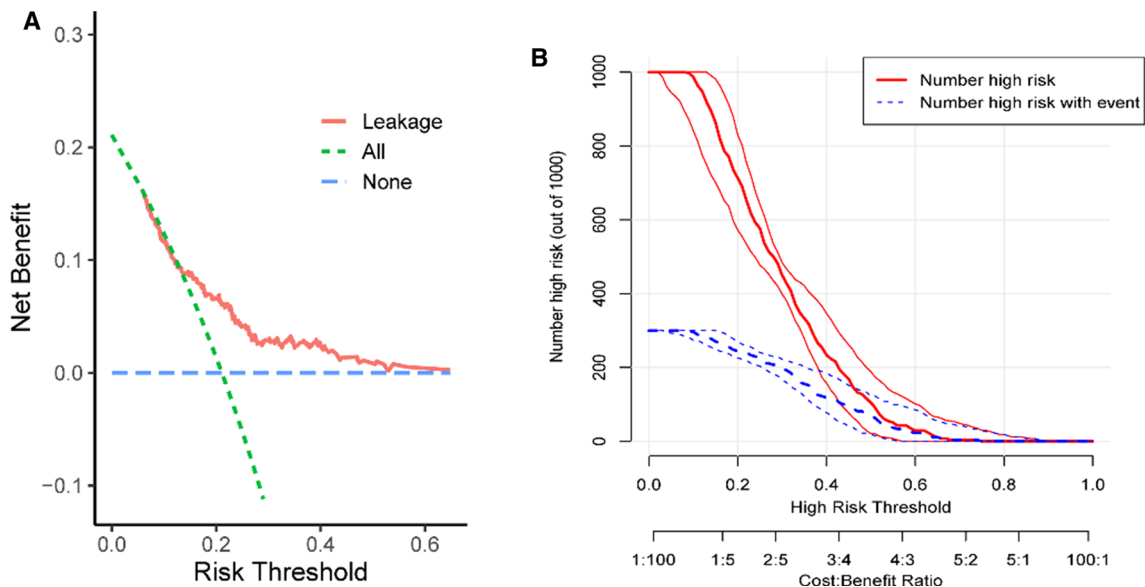 A
0.3
0.2
0.1
0.0
−0.1
Net Benefit
Leakage
All
None
0.0 0.2 0.4 0.6
Risk Threshold
B
Number high risk
Number high risk with event
1000
800
600
400
200
0
Number high risk (out of 1000)
0.0 0.2 0.4 0.6 0.8 1.0
High Risk Threshold
1:100 1:5 2:5 3:4 4:3 5:2 5:1 100:1
Cost:Benefit Ratio